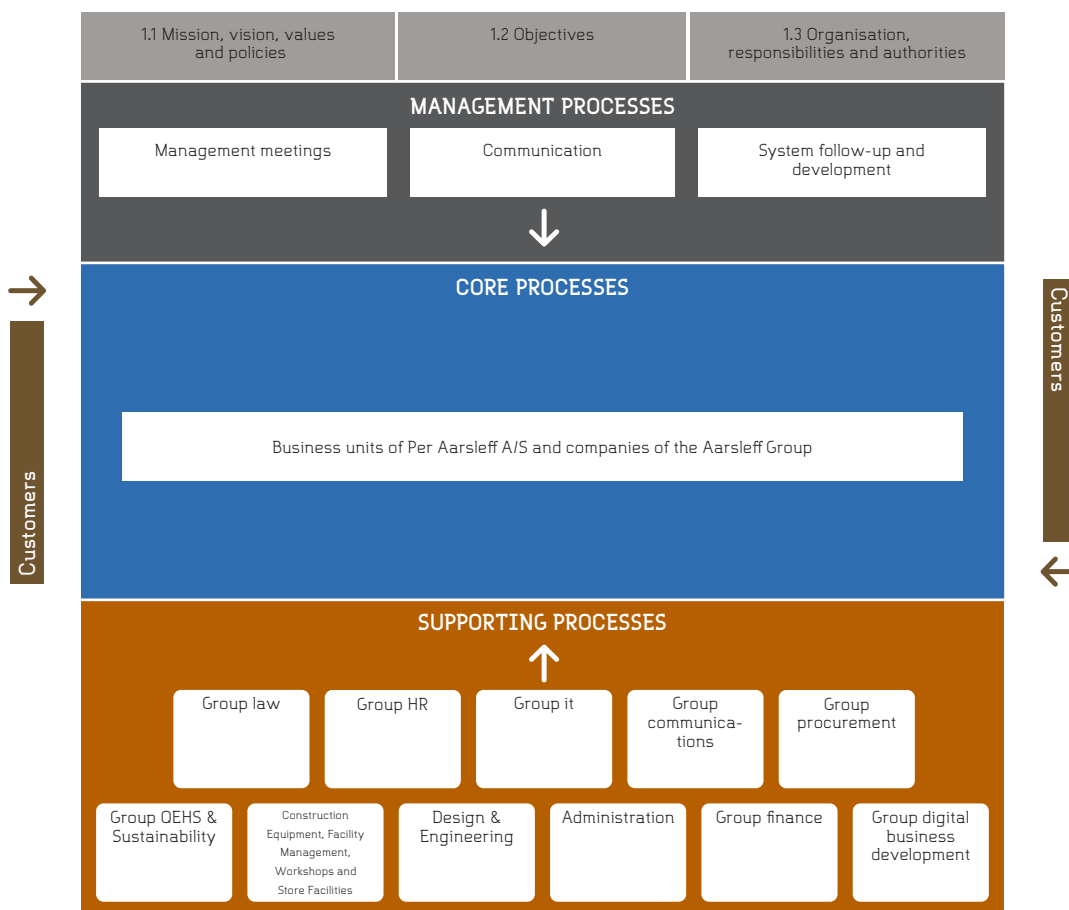 1.1 Mission, vision, values
and policies
1.2 Objectives
1.3 Organisation,
responsibilities and authorities
MANAGEMENT PROCESSES
Management meetings
Communication
System follow-up and
development
CORE PROCESSES
Customers
Customers
Business units of Per Aarsleff A/S and companies of the Aarsleff Group
SUPPORTING PROCESSES
Group law
Group HR
Group it
Group
communica-
tions
Group
procurement
Group QEHS &
Sustainability
Construction
Equipment, Facility
Management,
Workshops and
Store Facilities
Design &
Engineering
Administration
Group finance
Group digital
business
development